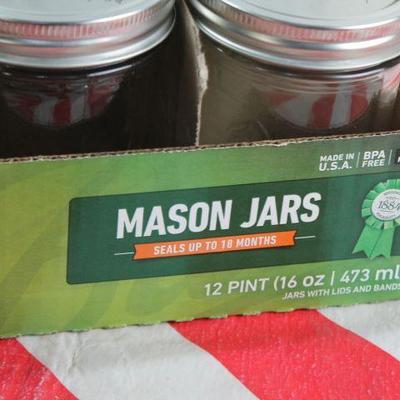 MADE IN
U.S.A. | BPA
FREE
MASON JARS
SEALS UP TO 18 MONTHS
1884
12 PINT (16 oz | 473 ml
JARS WITH LIDS AND BANDS